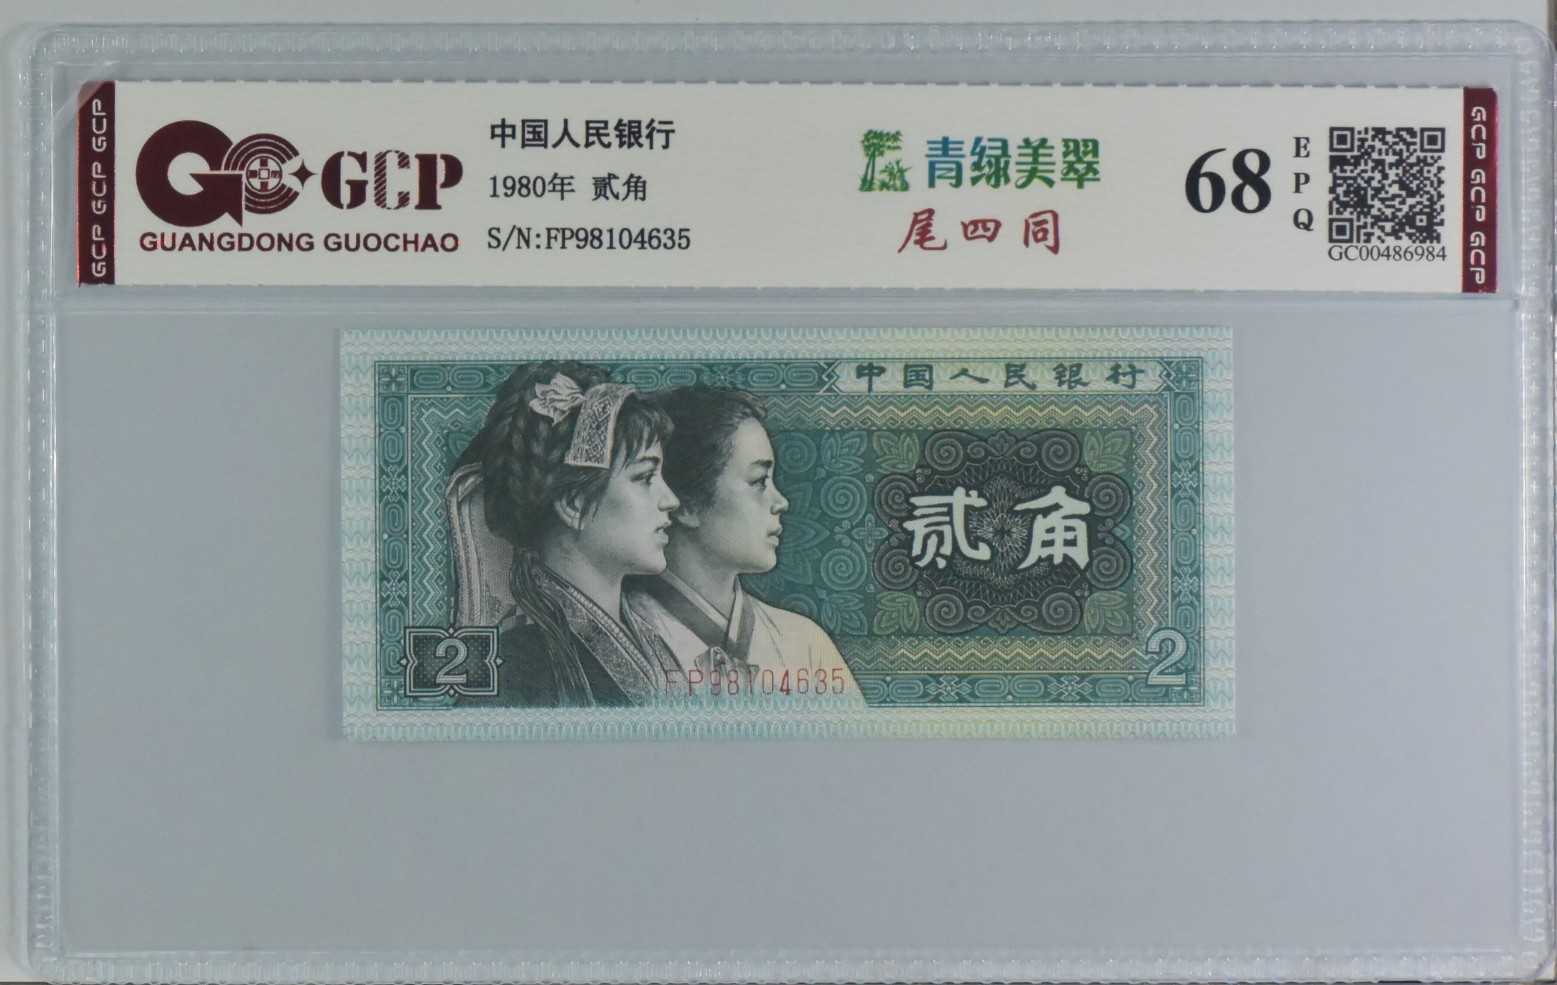 GCP GCP GCP
GCP
GUANGDONG GUOCHAO
中国人民银行
1980年 贰角
S/N:FP98104635
青绿美翠
尾四同
68
EPQ
GC00486984
GCP GCP GCP
中国人民银行
贰角
2
FP98104635
2